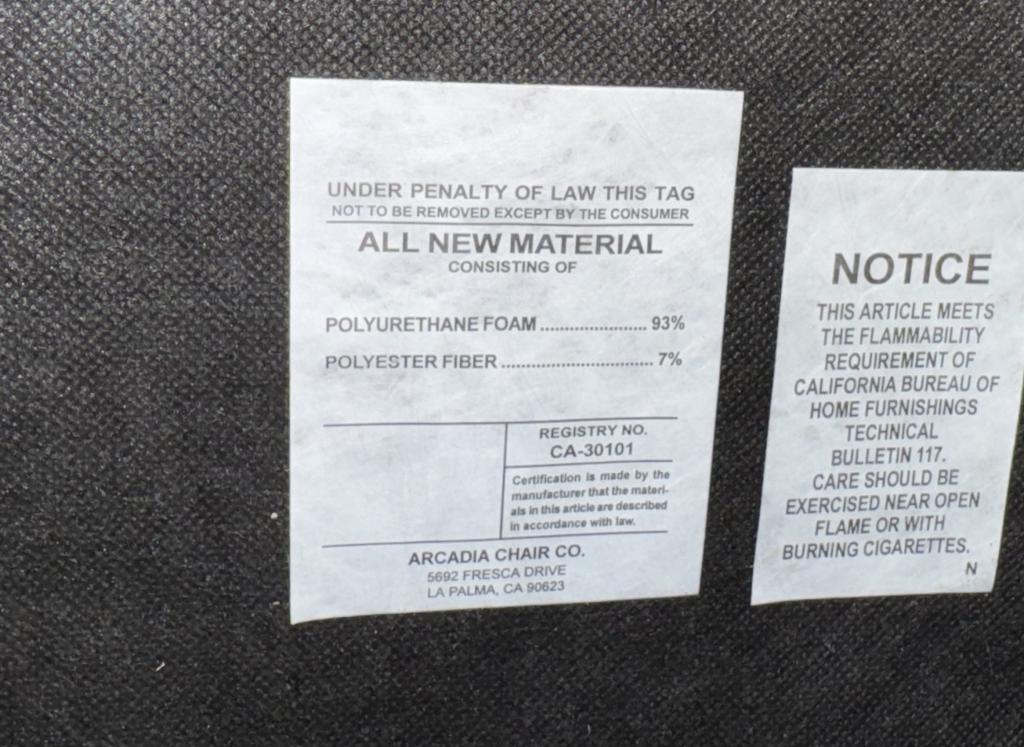 UNDER PENALTY OF LAW THIS TAG
NOT TO BE REMOVED EXCEPT BY THE CONSUMER
ALL NEW MATERIAL
CONSISTING OF
POLYURETHANE FOAM ...................... 93%
POLYESTER FIBER ................................ 7%
REGISTRY NO.
CA-30101
Certification is made by the
manufacturer that the materi-
als in this article are described
in accordance with law.
ARCADIA CHAIR CO.
5692 FRESCA DRIVE
LA PALMA, CA 90623
NOTICE
THIS ARTICLE MEETS
THE FLAMMABILITY
REQUIREMENT OF
CALIFORNIA BUREAU OF
HOME FURNISHINGS
TECHNICAL
BULLETIN 117.
CARE SHOULD BE
EXERCISED NEAR OPEN
FLAME OR WITH
BURNING CIGARETTES.
N